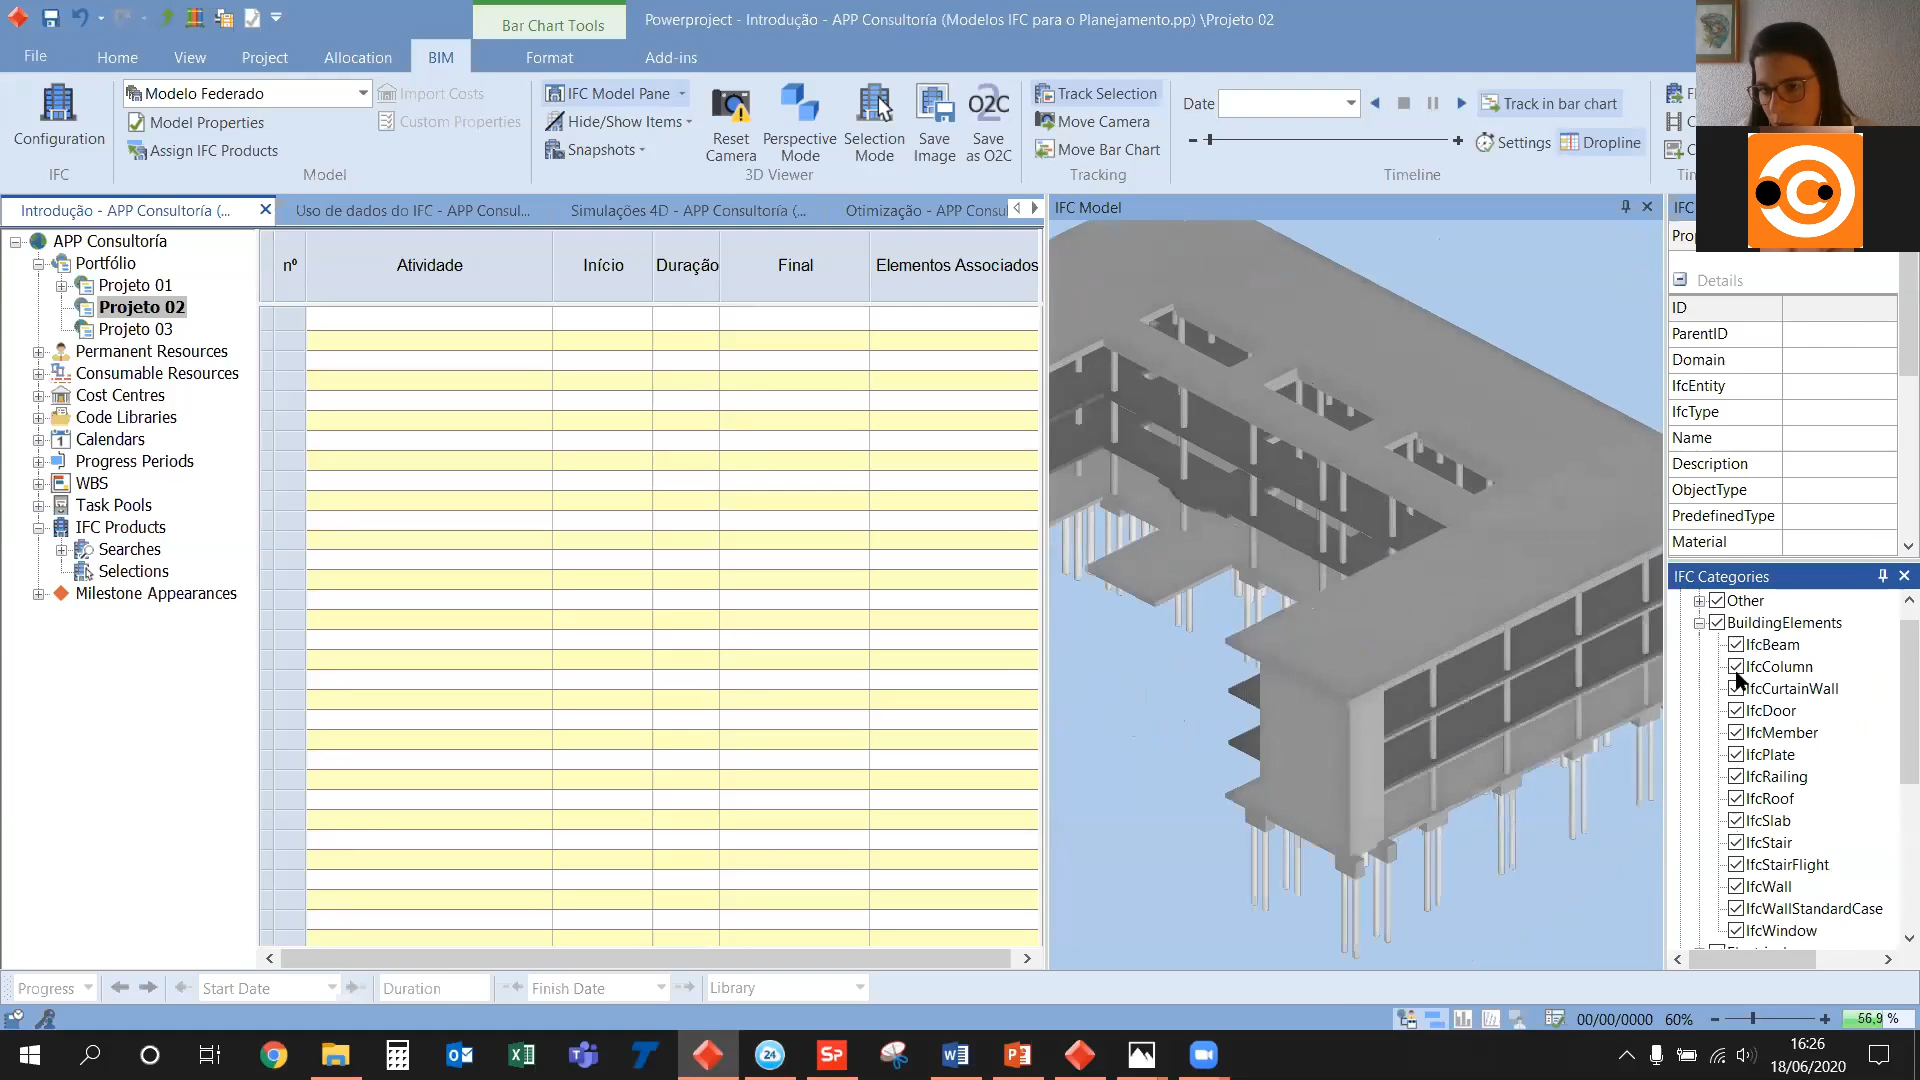 Bar Chart Tools
Powerproject - Introdução - APP Consultoría (Modelos IFC para o Planejamento.pp) \Projeto 02
File
Home
View
Project
Allocation
BIM
Format
Add-ins
Configuration
IFC
Modelo Federado
Model Properties
Assign IFC Products
Import Costs
Custom Properties
Model
IFC Model Pane
Hide/Show Items
Snapshots
Reset Camera
Perspective Mode
Selection Mode
Save Image
O2C
Save as O2C
3D Viewer
Track Selection
Move Camera
Move Bar Chart
Tracking
Date
Track in bar chart
Settings
Dropline
Timeline
Introdução - APP Consultoría (...
Uso de dados do IFC - APP Consul...
Simulações 4D - APP Consultoría (...
Otimização - APP Consul
IFC Model
IFC
APP Consultoría
Portfólio
Projeto 01
Projeto 02
Projeto 03
Permanent Resources
Consumable Resources
Cost Centres
Code Libraries
Calendars
Progress Periods
WBS
Task Pools
IFC Products
Searches
Selections
Milestone Appearances
nº
Atividade
Início
Duração
Final
Elementos Associados
Details
ID
ParentID
Domain
IfcEntity
IfcType
Name
Description
ObjectType
PredefinedType
Material
IFC Categories
Other
BuildingElements
IfcBeam
IfcColumn
IfcCurtainWall
IfcDoor
IfcMember
IfcPlate
IfcRailing
IfcRoof
IfcSlab
IfcStair
IfcStairFlight
IfcWall
IfcWallStandardCase
IfcWindow
Progress
Start Date
Duration
Finish Date
Library
00/00/0000
60%
56,9 %
24
SP
16:26
18/06/2020